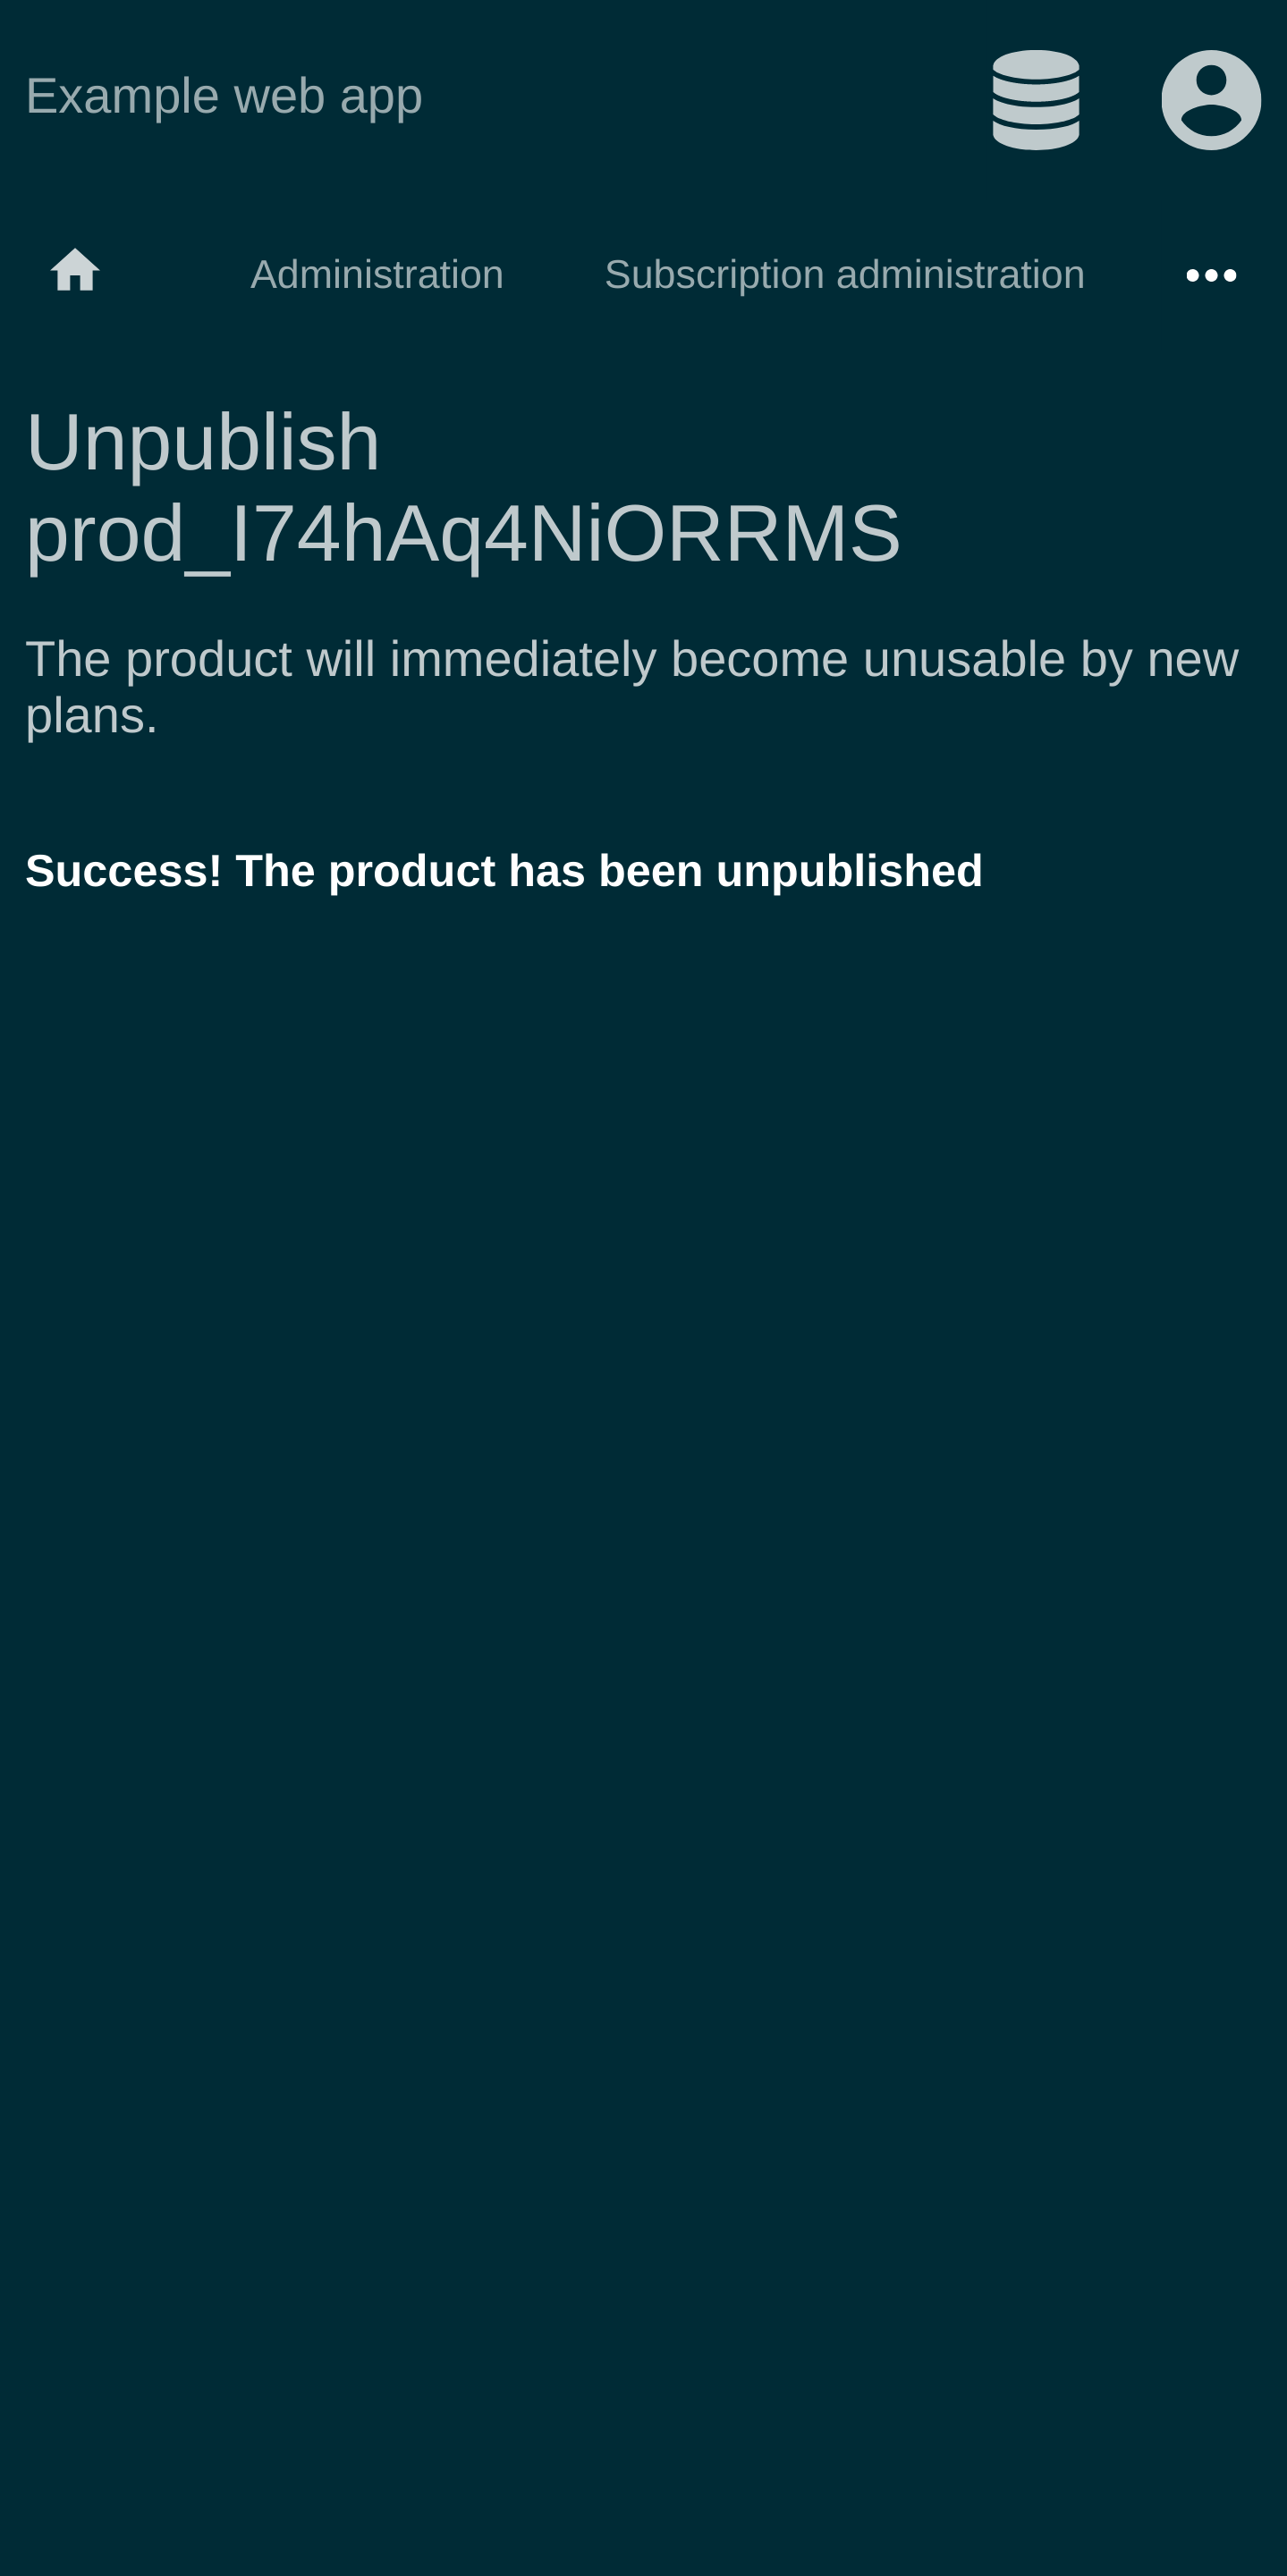 Example web app
Administration Subscription administration
Unpublish
prod_I74hAq4NiORRMS
The product will immediately become unusable by new
plans.
Success! The product has been unpublished